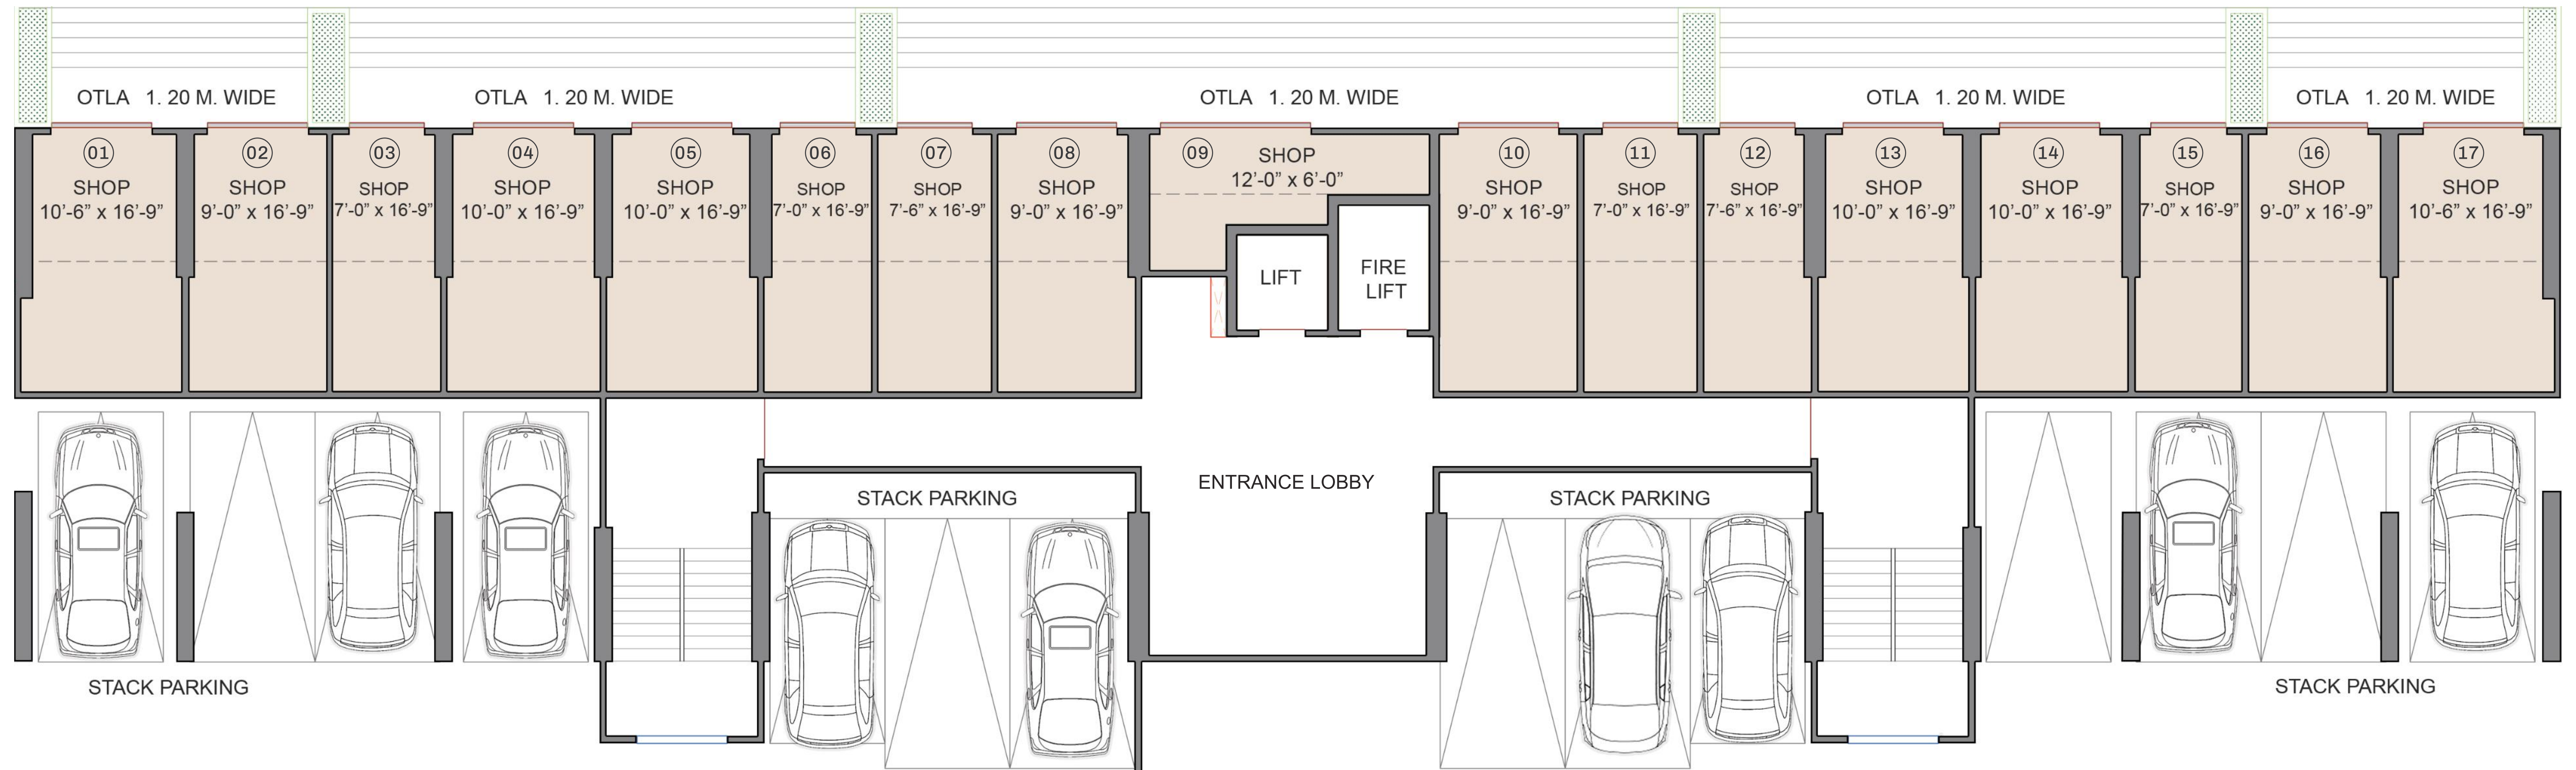 OTLA 1. 20 M. WIDE
OTLA 1. 20 M. WIDE
OTLA 1. 20 M. WIDE
OTLA 1. 20 M. WIDE
OTLA 1. 20 M. WIDE
01
SHOP
10'-6" x 16'-9"
02
SHOP
9'-0" x 16'-9"
03
SHOP
7'-0" x 16'-9"
04
SHOP
10'-0" x 16'-9"
05
SHOP
10'-0" x 16'-9"
06
SHOP
7'-0" x 16'-9"
07
SHOP
7'-6" x 16'-9"
08
SHOP
9'-0" x 16'-9"
09
SHOP
12'-0" x 6'-0"
10
SHOP
9'-0" x 16'-9"
11
SHOP
7'-0" x 16'-9"
12
SHOP
7'-6" x 16'-9"
13
SHOP
10'-0" x 16'-9"
14
SHOP
10'-0" x 16'-9"
15
SHOP
7'-0" x 16'-9"
16
SHOP
9'-0" x 16'-9"
17
SHOP
10'-6" x 16'-9"
LIFT
FIRE
LIFT
ENTRANCE LOBBY
STACK PARKING
STACK PARKING
STACK PARKING
STACK PARKING